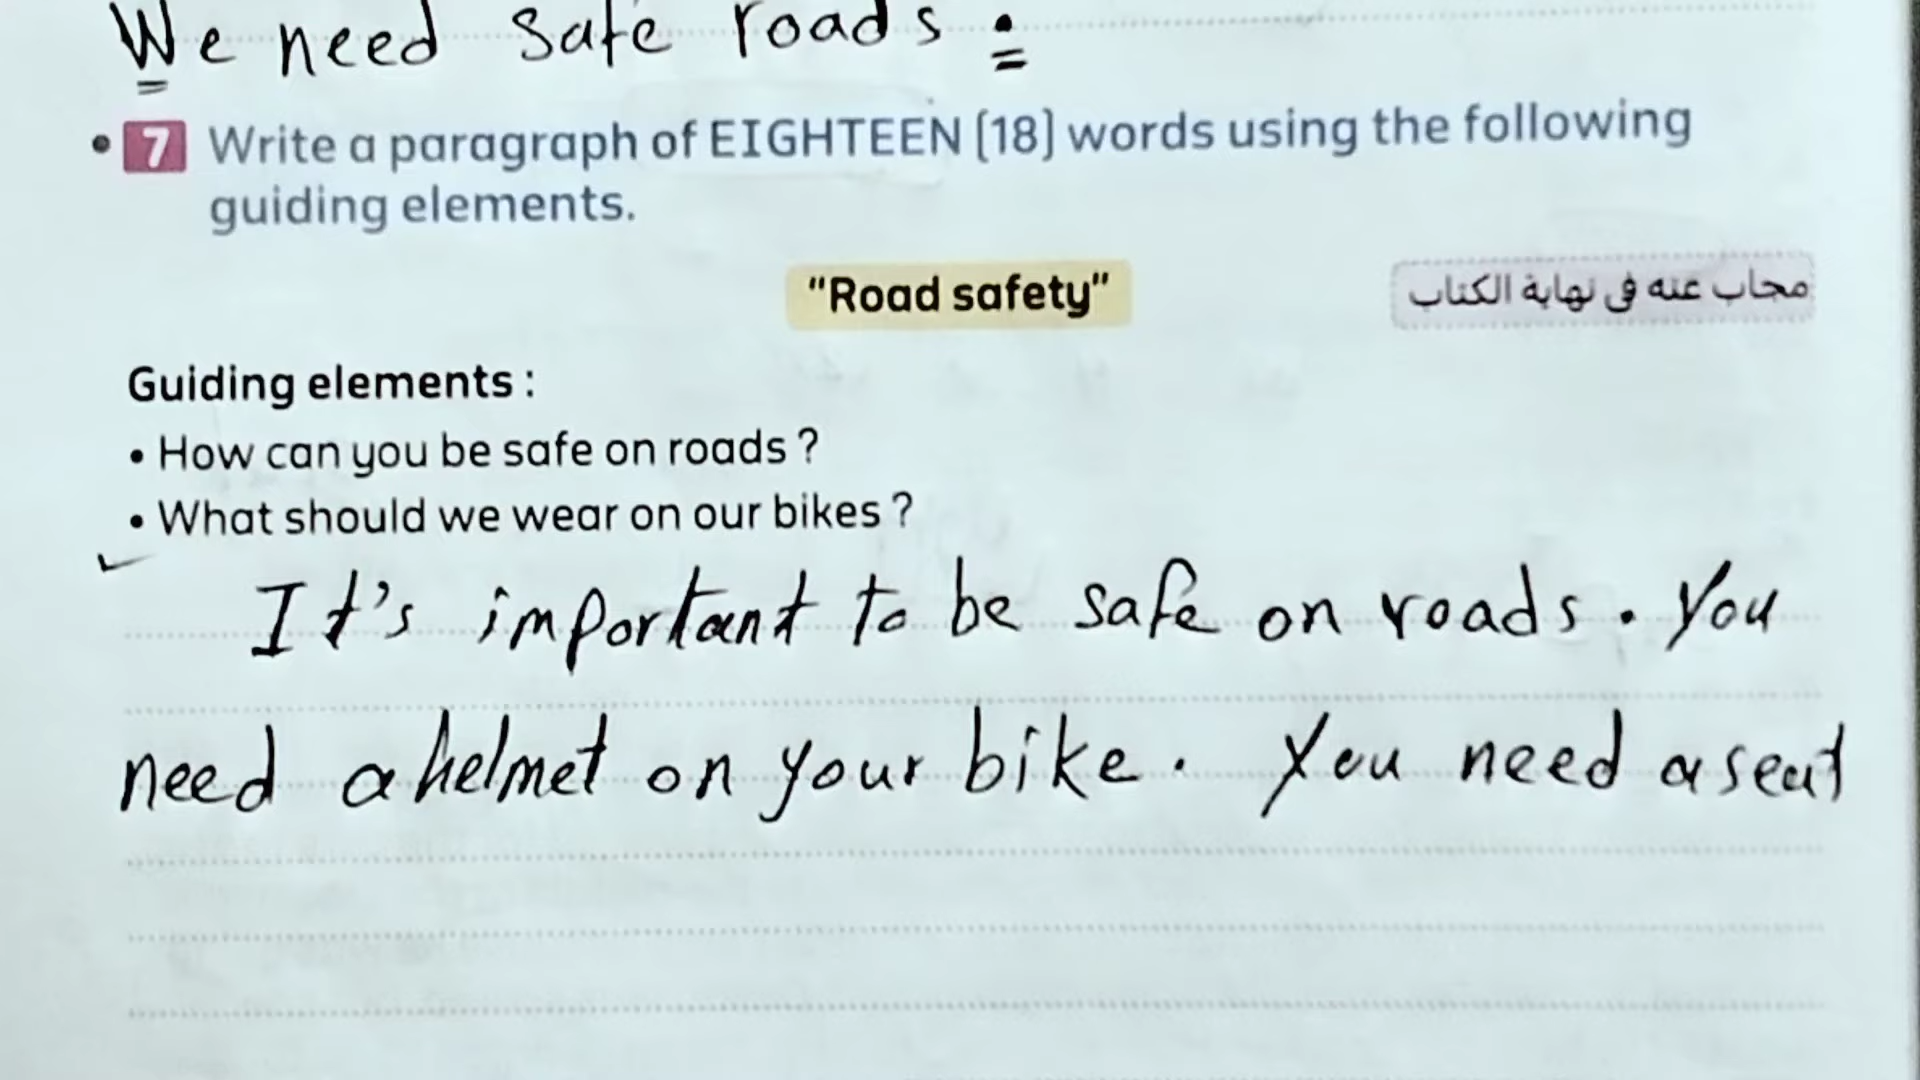 We need safe roads .
• 7 Write a paragraph of EIGHTEEN (18) words using the following
guiding elements.
"Road safety"
مجاب عنه في نهاية الكتاب
Guiding elements :
• How can you be safe on roads ?
• What should we wear on our bikes ?
It's important to be safe on roads. You
need a helmet on your bike. You need a seat